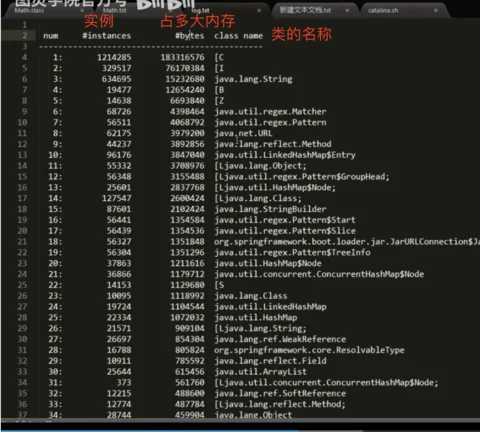 Math.class Math.txt log.txt 新建文本文档.txt catalina.sh
实例 占多大内存
num #instances #bytes class name 类的名称
----------------------------------------------
1: 1214285 183316576 [C
2: 329517 76170384 [I
3: 634695 15232680 java.lang.String
4: 19477 12654240 [B
5: 14638 6693840 [Z
6: 68726 4398464 java.util.regex.Matcher
7: 56511 4068792 java.util.regex.Pattern
8: 62175 3979200 java.net.URL
9: 44237 3892856 java.lang.reflect.Method
10: 96176 3847040 java.util.LinkedHashMap$Entry
11: 55332 3708976 [Ljava.lang.Object;
12: 56348 3155488 [Ljava.util.regex.Pattern$GroupHead;
13: 25601 2837768 [Ljava.util.HashMap$Node;
14: 127547 2600424 [Ljava.lang.Class;
15: 87601 2102424 java.lang.StringBuilder
16: 56441 1354584 java.util.regex.Pattern$Start
17: 56439 1354536 java.util.regex.Pattern$Slice
18: 56327 1351848 org.springframework.boot.loader.jar.JarURLConnection$J
19: 56304 1351296 java.util.regex.Pattern$TreeInfo
20: 37863 1211616 java.util.HashMap$Node
21: 36866 1179712 java.util.concurrent.ConcurrentHashMap$Node
22: 14153 1129680 [S
23: 10095 1118992 java.lang.Class
24: 19724 1104544 java.util.LinkedHashMap
25: 22334 1072032 java.util.HashMap
26: 21571 909104 [Ljava.lang.String;
27: 26697 854304 java.lang.ref.WeakReference
28: 16788 805824 org.springframework.core.ResolvableType
29: 10911 785592 java.lang.reflect.Field
30: 25644 615456 java.util.ArrayList
31: 373 561760 [Ljava.util.concurrent.ConcurrentHashMap$Node;
32: 12215 488600 java.lang.ref.SoftReference
33: 12774 487784 [Ljava.lang.reflect.Method;
34: 28744 459904 java.lang.Object